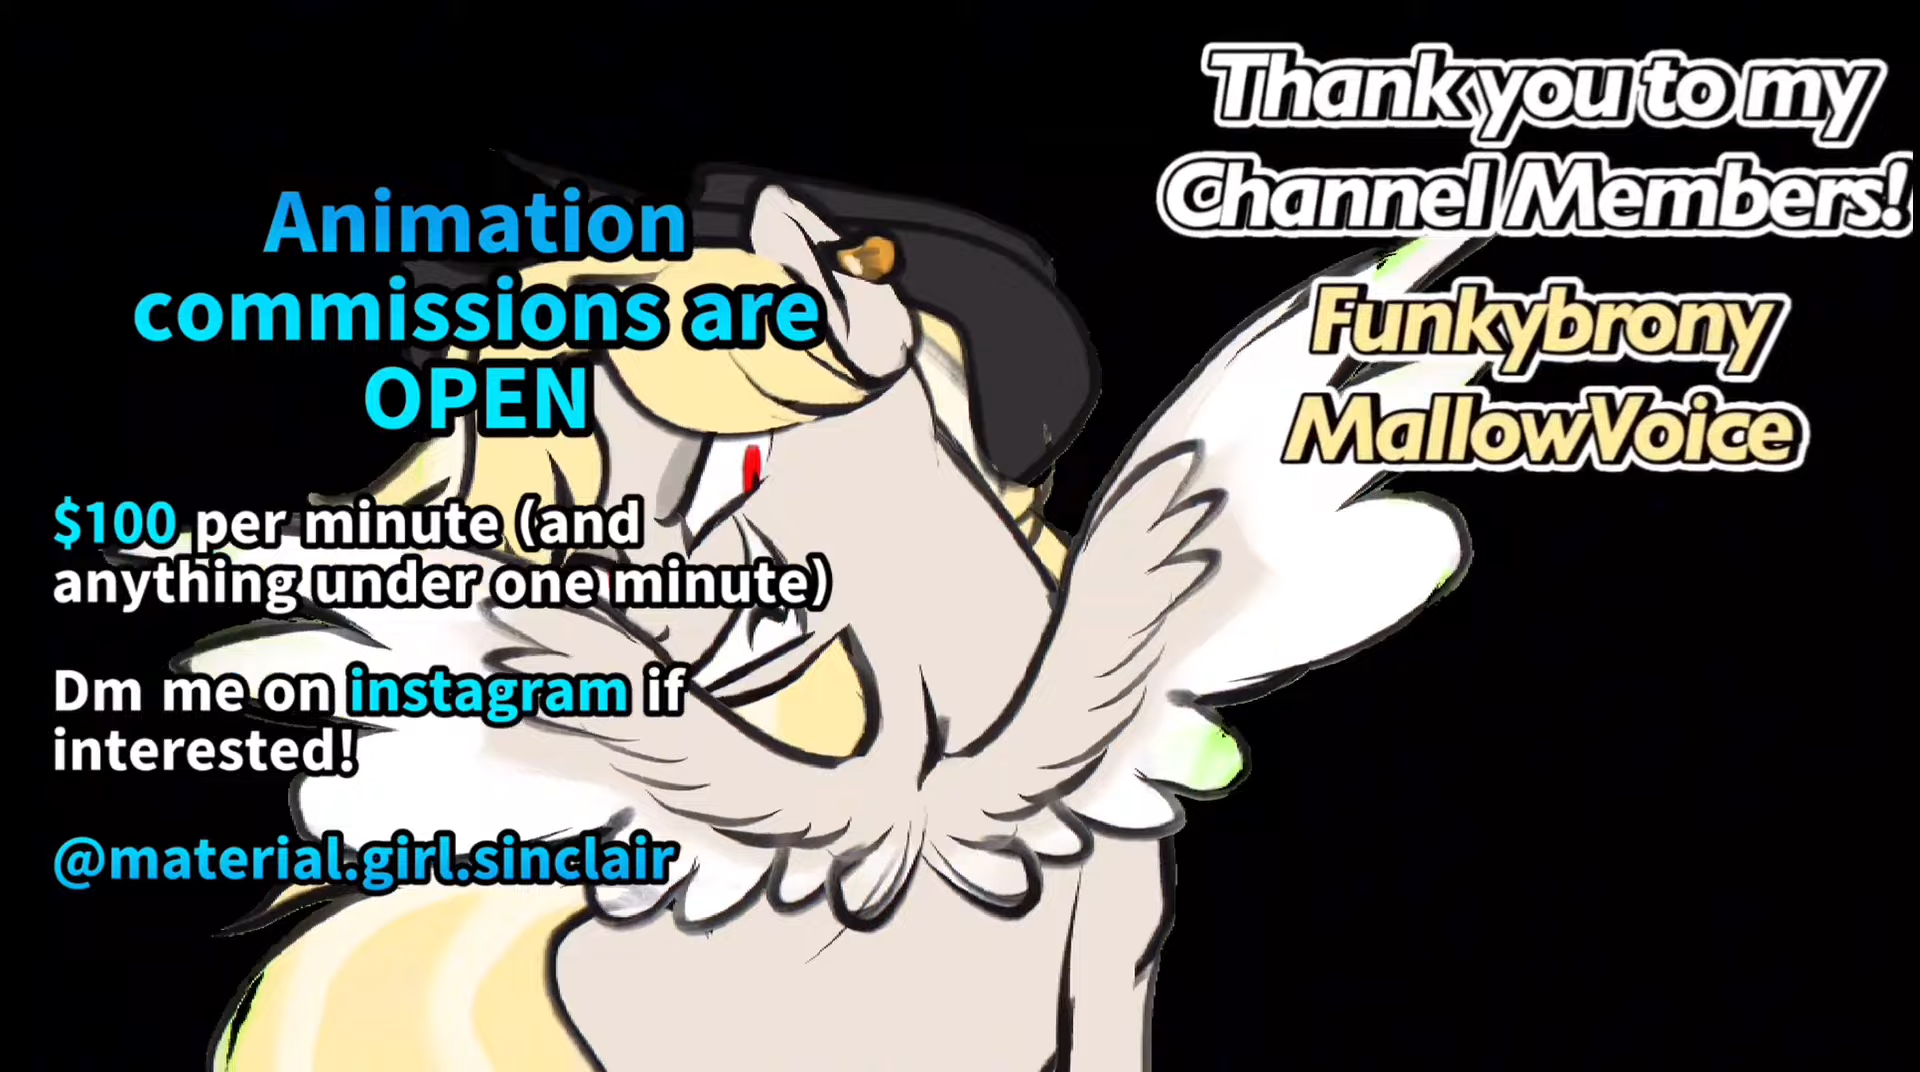 Animation
commissions are
OPEN
$100 per minute (and
anything under one minute)
Dm me on instagram if
interested!
@material.girl.sinclair
Thank you to my
Channel Members!
Funkybrony
MallowVoice